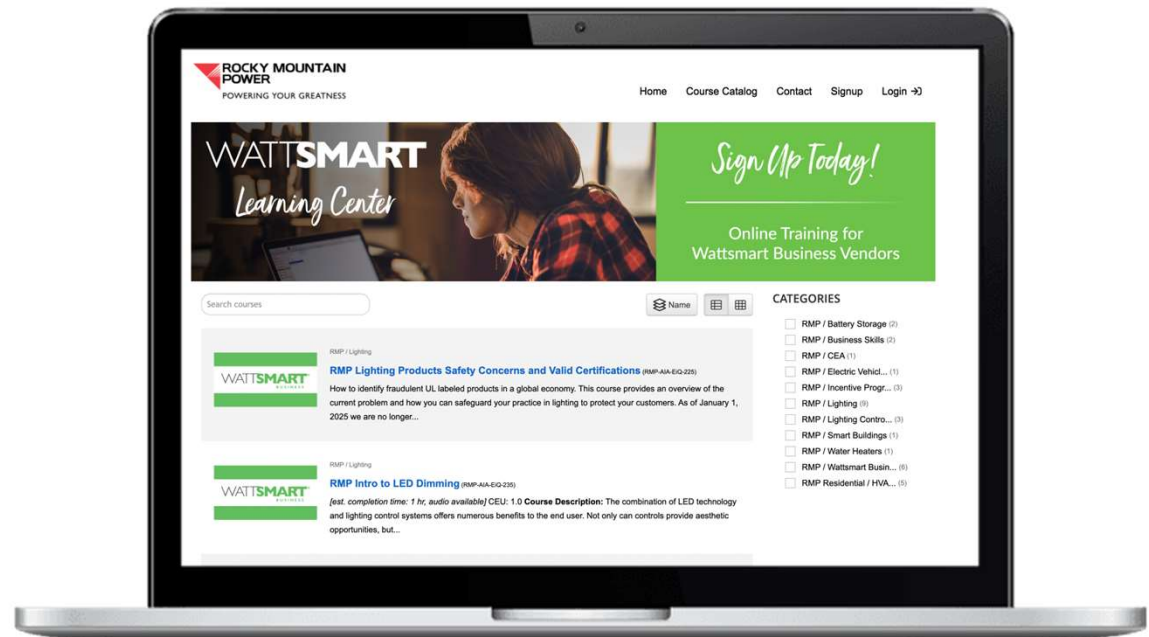 ROCKY MOUNTAIN
POWER
POWERING YOUR GREATNESS
Home Course Catalog Contact Signup Login
WATTSMART
Learning Center
Sign Up Today!
Online Training for
Wattsmart Business Vendors
Search courses
Name
CATEGORIES
RMP / Battery Storage (2)
RMP / Business Skills (2)
RMP / CEA (1)
RMP / Electric Vehicl... (1)
RMP / Incentive Progr... (3)
RMP / Lighting (9)
RMP / Lighting Contro... (3)
RMP / Smart Buildings (1)
RMP / Water Heaters (1)
RMP / Wattsmart Busin... (6)
RMP Residential / HVA... (5)
WATTSMART
BUSINESS
RMP / Lighting
RMP Lighting Products Safety Concerns and Valid Certifications (RMP-AIA-EiQ-225)
How to identify fraudulent UL labeled products in a global economy. This course provides an overview of the
current problem and how you can safeguard your practice in lighting to protect your customers. As of January 1,
2025 we are no longer...
WATTSMART
BUSINESS
RMP / Lighting
RMP Intro to LED Dimming (RMP-AIA-EiQ-235)
[est. completion time: 1 hr, audio available] CEU: 1.0 Course Description: The combination of LED technology
and lighting control systems offers numerous benefits to the end user. Not only can controls provide aesthetic
opportunities, but...